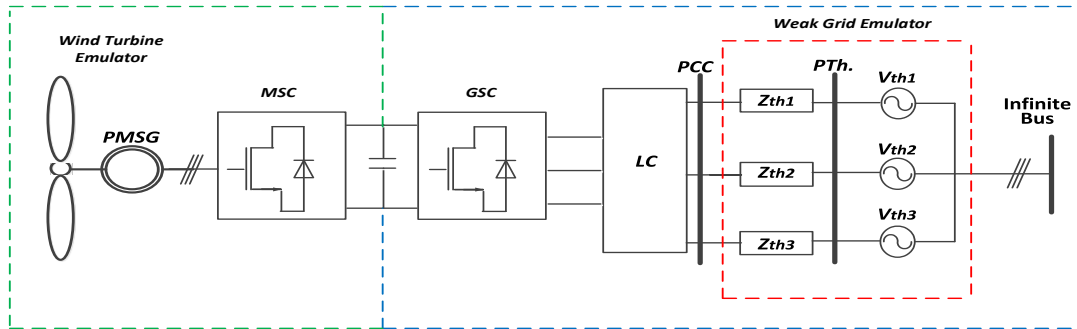 Wind Turbine
Emulator
PMSG
MSC
GSC
LC
PCC
Weak Grid Emulator
PTh.
Zth1
Zth2
Zth3
Vth1
Vth2
Vth3
Infinite
Bus